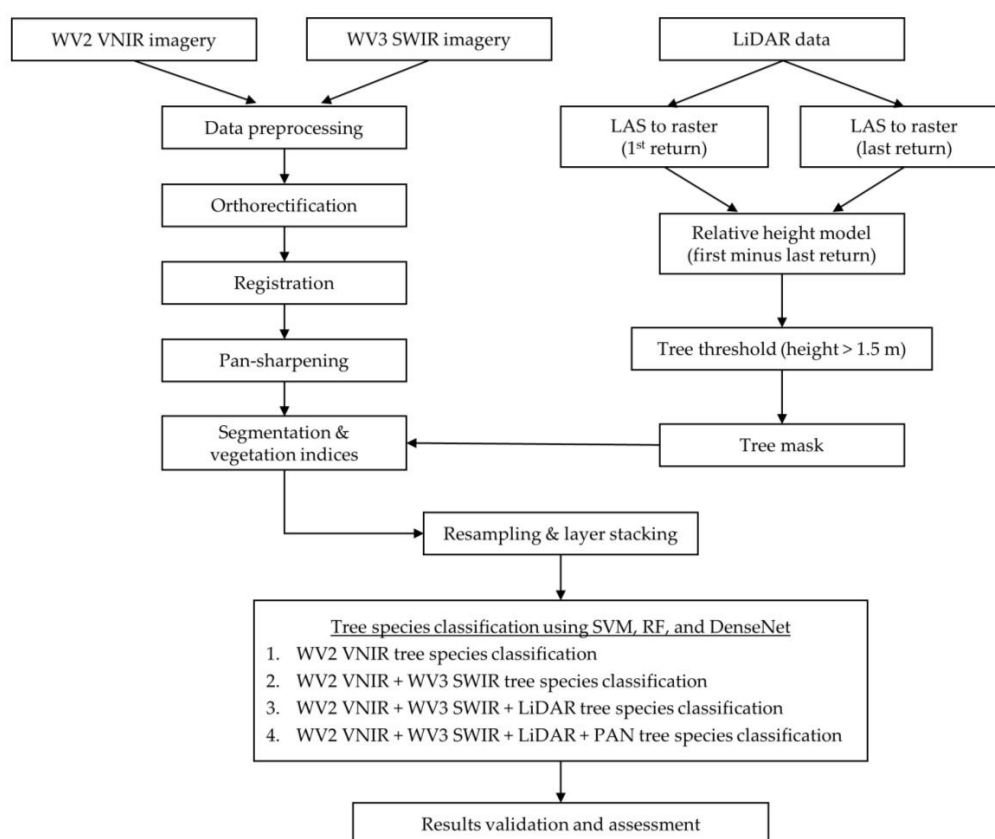 WV2 VNIR imagery
WV3 SWIR imagery
LiDAR data
Data preprocessing
LAS to raster
(1st return)
LAS to raster
(last return)
Orthorectification
Relative height model
(first minus last return)
Registration
Tree threshold (height > 1.5 m)
Pan-sharpening
Segmentation &
vegetation indices
Tree mask
Resampling & layer stacking
Tree species classification using SVM, RF, and DenseNet
1. WV2 VNIR tree species classification
2. WV2 VNIR + WV3 SWIR tree species classification
3. WV2 VNIR + WV3 SWIR + LiDAR tree species classification
4. WV2 VNIR + WV3 SWIR + LiDAR + PAN tree species classification
Results validation and assessment